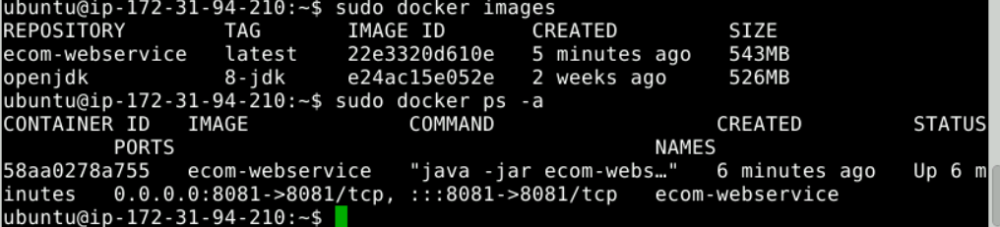 ubuntu@ip-172-31-94-210:~$ sudo docker images
REPOSITORY          TAG       IMAGE ID       CREATED         SIZE
ecom-webservice   latest    22e3320d610e   5 minutes ago   543MB
openjdk           8-jdk     e24ac15e052e   2 weeks ago     526MB
ubuntu@ip-172-31-94-210:~$ sudo docker ps -a
CONTAINER ID   IMAGE             COMMAND                  CREATED         STATUS
         PORTS                                       NAMES
58aa0278a755   ecom-webservice   "java -jar ecom-webs…"   6 minutes ago   Up 6 m
inutes   0.0.0.0:8081->8081/tcp, :::8081->8081/tcp   ecom-webservice
ubuntu@ip-172-31-94-210:~$